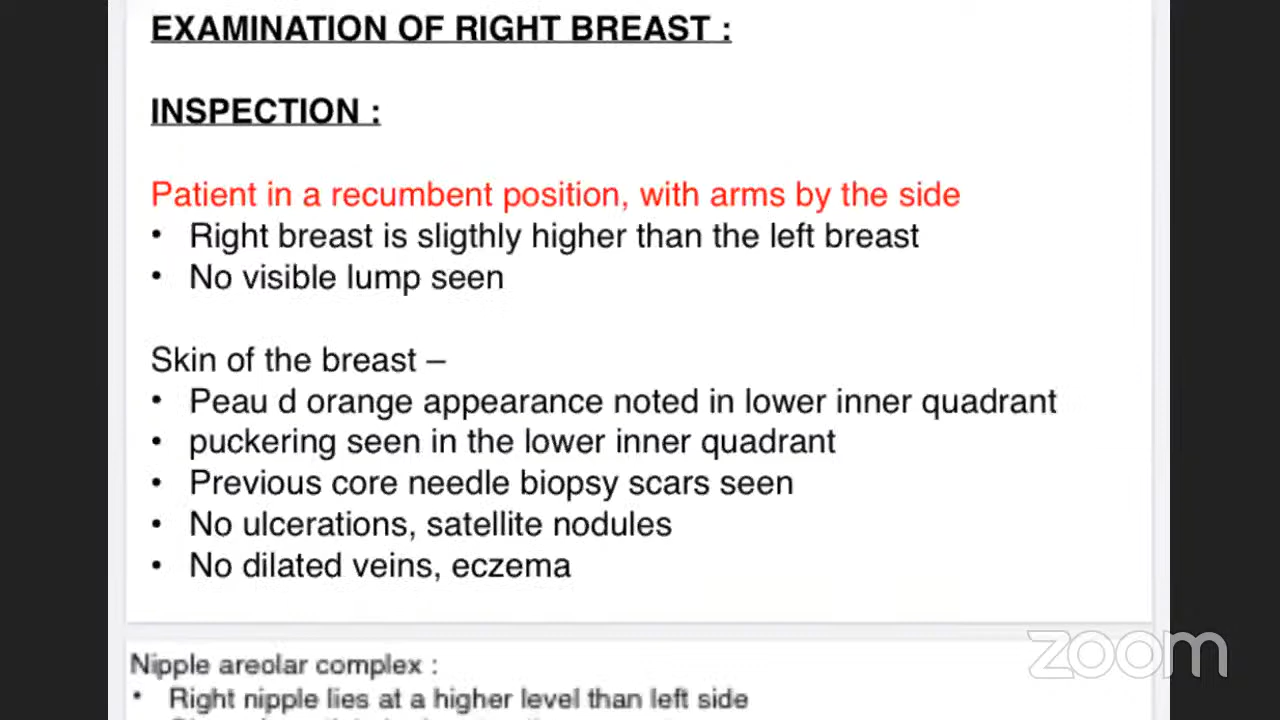 EXAMINATION OF RIGHT BREAST :
INSPECTION :
Patient in a recumbent position, with arms by the side
• Right breast is sligthly higher than the left breast
• No visible lump seen
Skin of the breast –
• Peau d orange appearance noted in lower inner quadrant
• puckering seen in the lower inner quadrant
• Previous core needle biopsy scars seen
• No ulcerations, satellite nodules
• No dilated veins, eczema
Nipple areolar complex :
• Right nipple lies at a higher level than left side
zoom